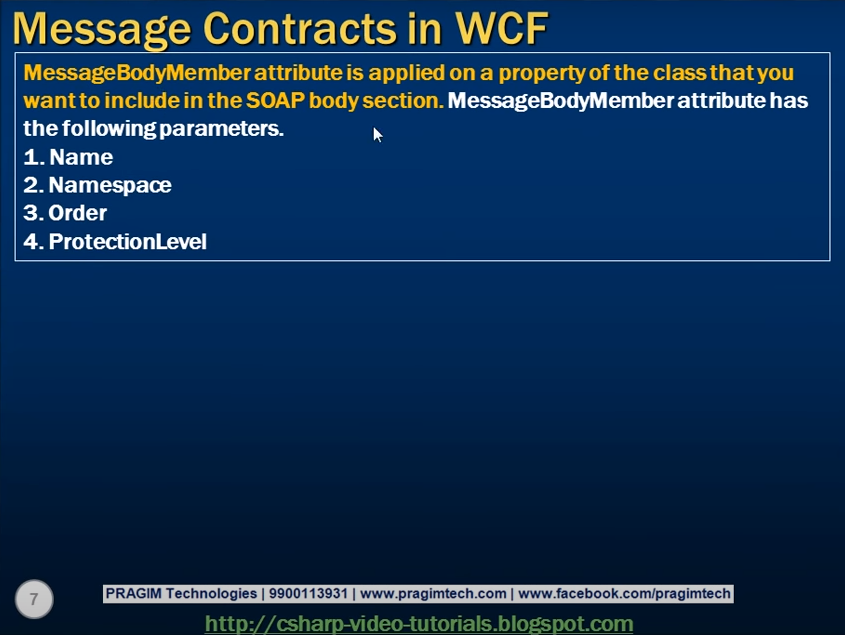 Message Contracts in WCF
MessageBodyMember attribute is applied on a property of the class that you
want to include in the SOAP body section. MessageBodyMember attribute has
the following parameters.
1. Name
2. Namespace
3. Order
4. ProtectionLevel
7
PRAGIM Technologies | 9900113931 | www.pragimtech.com | www.facebook.com/pragimtech
http://csharp-video-tutorials.blogspot.com